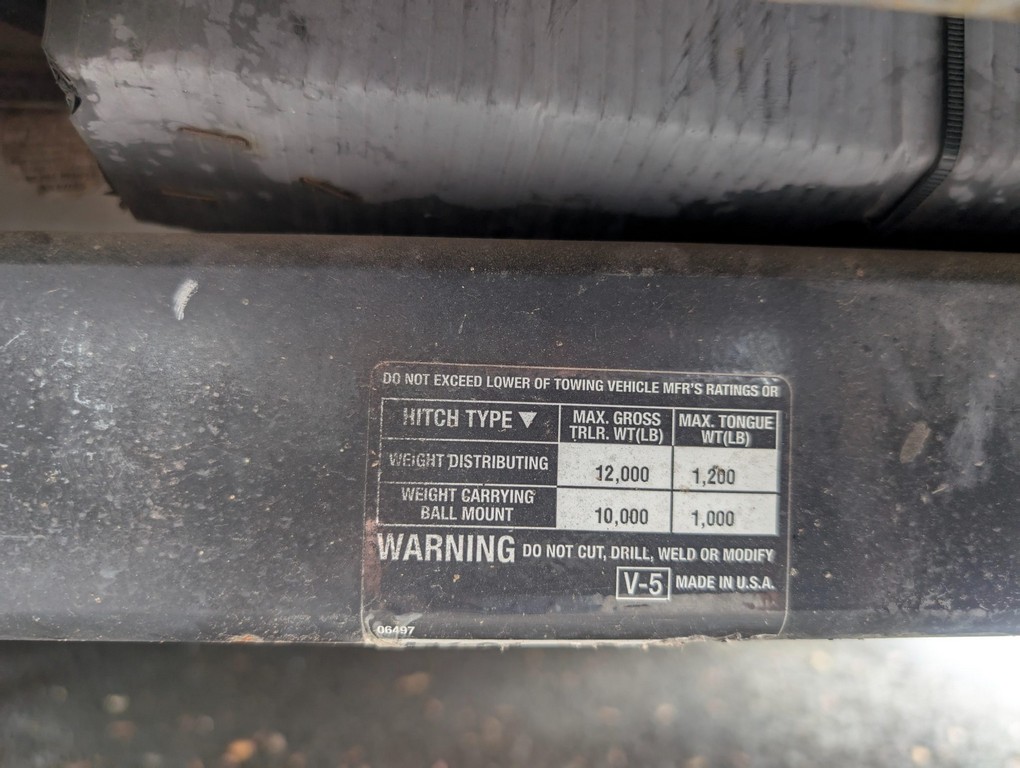 DO NOT EXCEED LOWER OF TOWING VEHICLE MFR'S RATINGS OR
HITCH TYPE ▼ MAX. GROSS TRLR. WT(LB) MAX. TONGUE WT(LB)
WEIGHT DISTRIBUTING 12,000 1,200
WEIGHT CARRYING BALL MOUNT 10,000 1,000
WARNING DO NOT CUT, DRILL, WELD OR MODIFY
V-5 MADE IN U.S.A.
06497